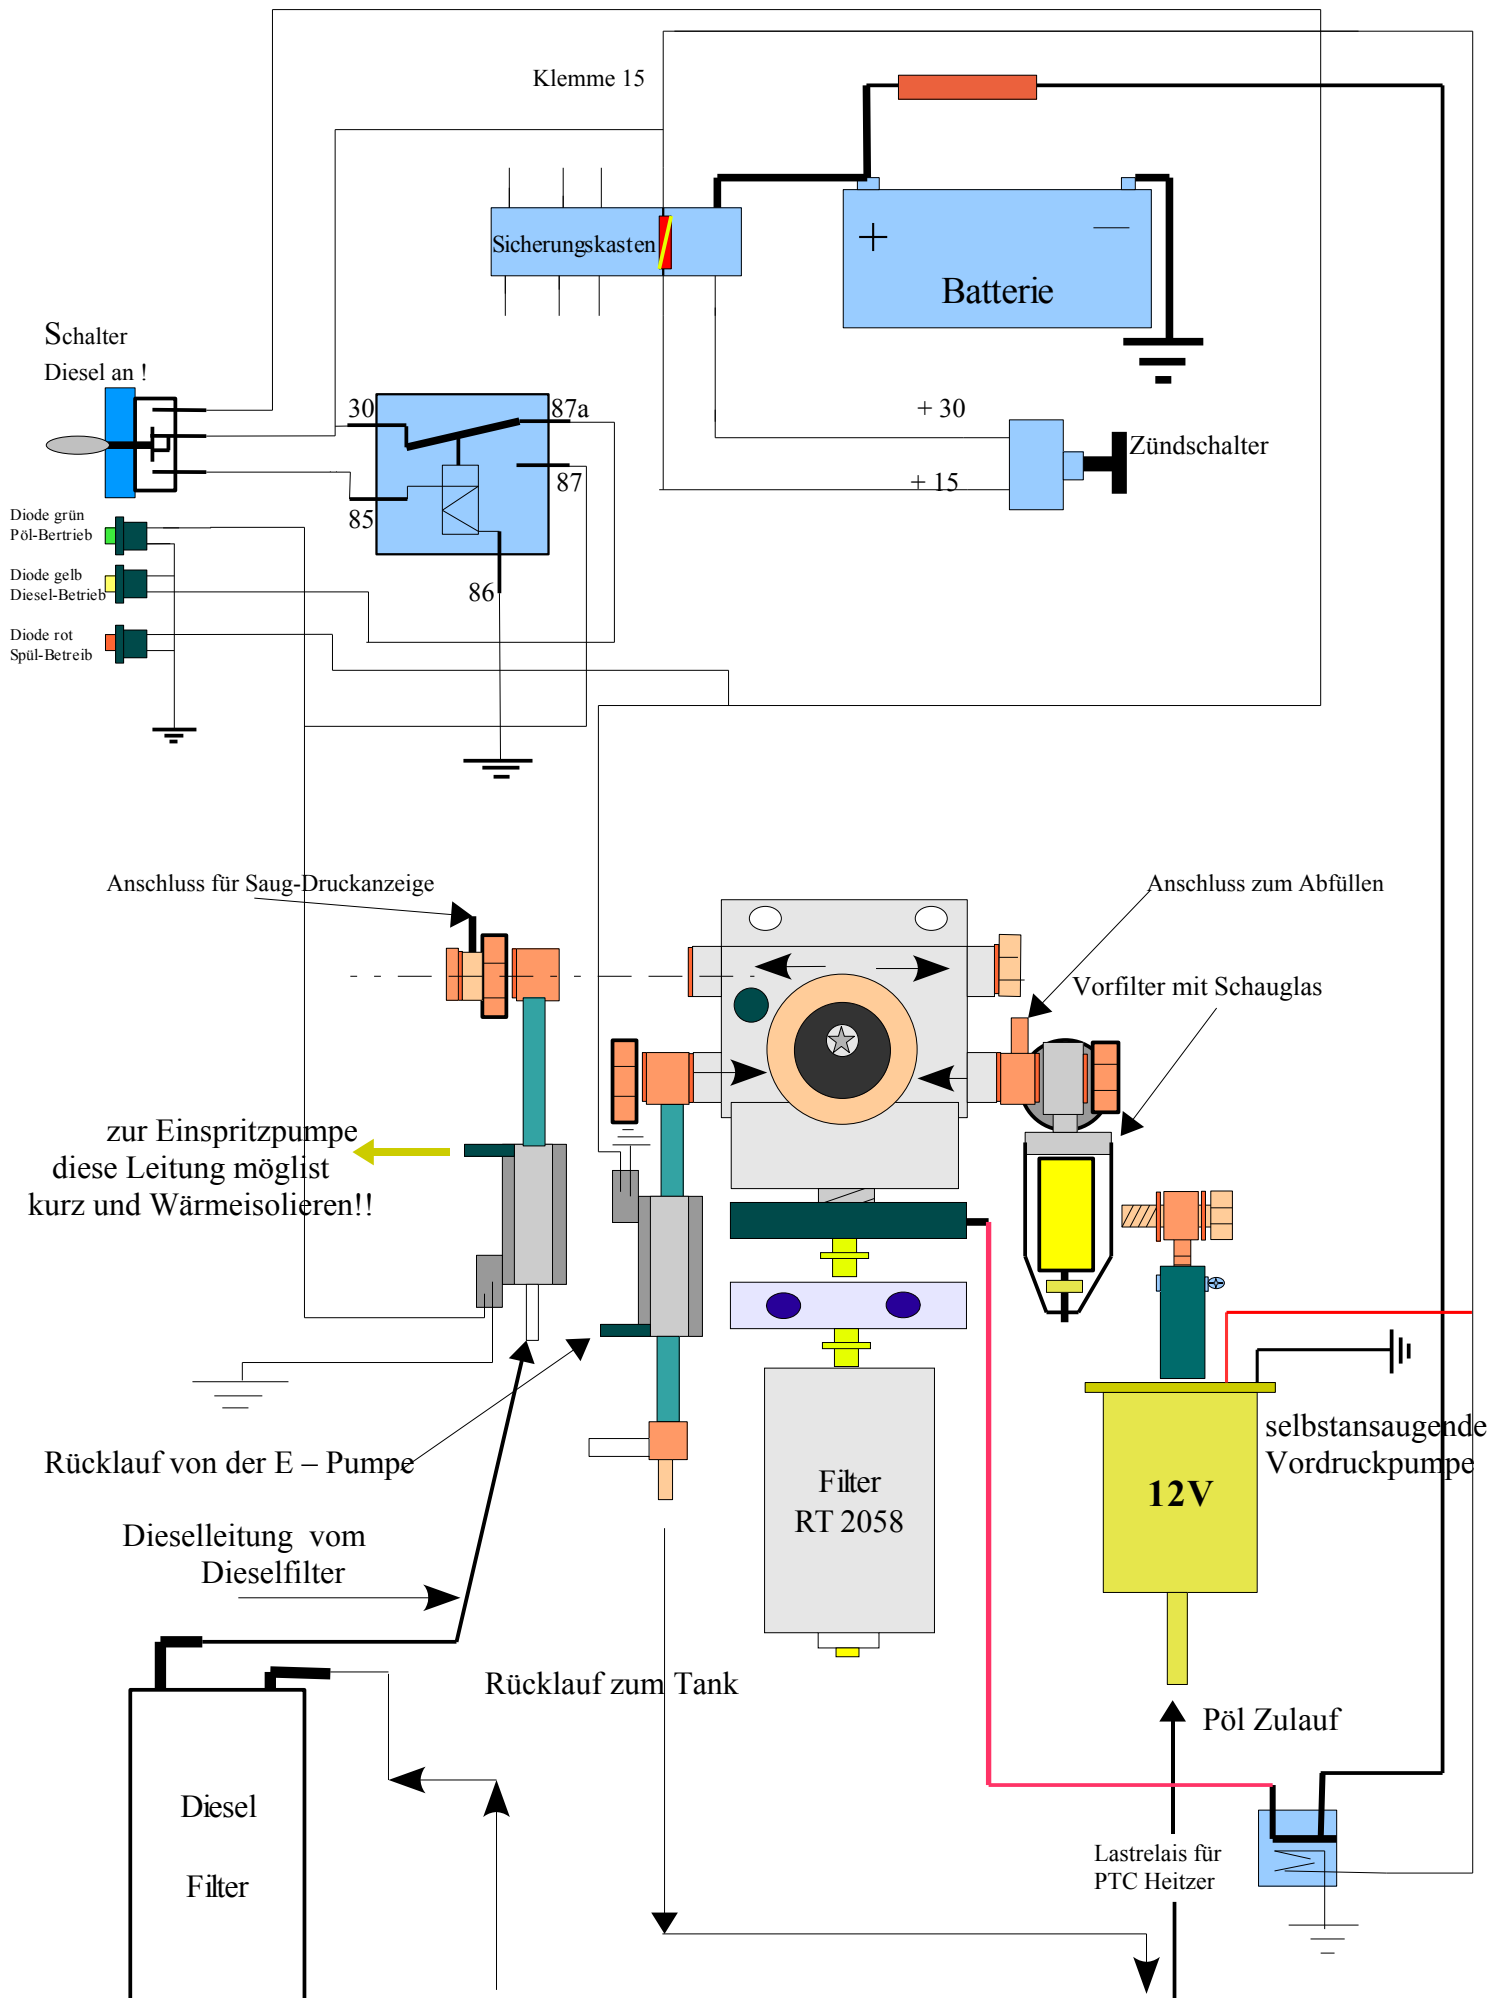 Klemme 15
Sicherungskasten
+
—
Batterie
Schalter
Diesel an !
30
87a
87
85
86
+ 30
+ 15
Zündschalter
Diode grün
Pöl-Bertrieb
Diode gelb
Diesel-Betrieb
Diode rot
Spül-Betreib
Anschluss für Saug-Druckanzeige
Anschluss zum Abfüllen
Vorfilter mit Schauglas
zur Einspritzpumpe
diese Leitung möglist
kurz und Wärmeisolieren!!
selbstansaugende
Vordruckpumpe
12V
Rücklauf von der E – Pumpe
Filter
RT 2058
Dieselleitung vom
Dieselfilter
Rücklauf zum Tank
Pöl Zulauf
Diesel
Filter
Lastrelais für
PTC Heitzer